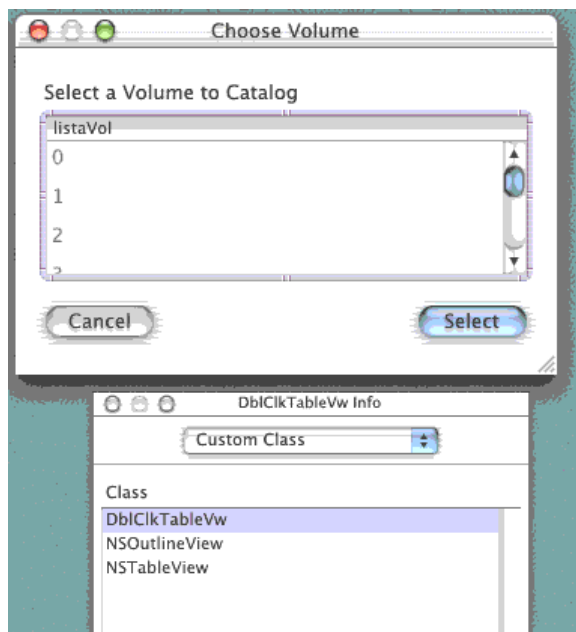 Choose Volume
Select a Volume to Catalog
listaVol
0
1
2
Cancel
Select
DblClkTableVw Info
Custom Class
Class
DblClkTableVw
NSOutlineView
NSTableView